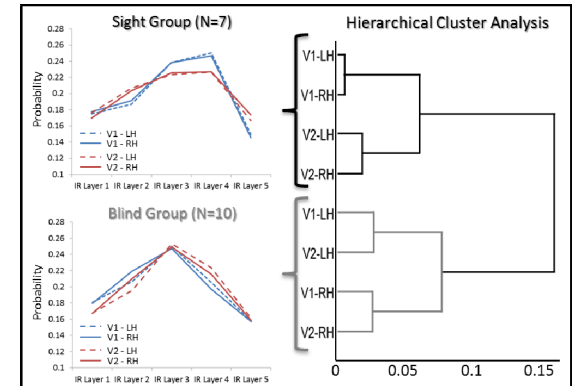 Sight Group (N=7)
0.28
0.26
0.24
0.22
0.2
0.18
0.16
0.14
0.12
0.1
Probability
V1 - LH
V1 - RH
V2 - LH
V2 - RH
IR Layer 1 IR Layer 2 IR Layer 3 IR Layer 4 IR Layer 5
Blind Group (N=10)
0.28
0.26
0.24
0.22
0.2
0.18
0.16
0.14
0.12
0.1
Probability
V1 - LH
V1 - RH
V2 - LH
V2 - RH
IR Layer 1 IR Layer 2 IR Layer 3 IR Layer 4 IR Layer 5
Hierarchical Cluster Analysis
V1-LH
V1-RH
V2-LH
V2-RH
V1-LH
V2-LH
V1-RH
V2-RH
0 0.05 0.1 0.15